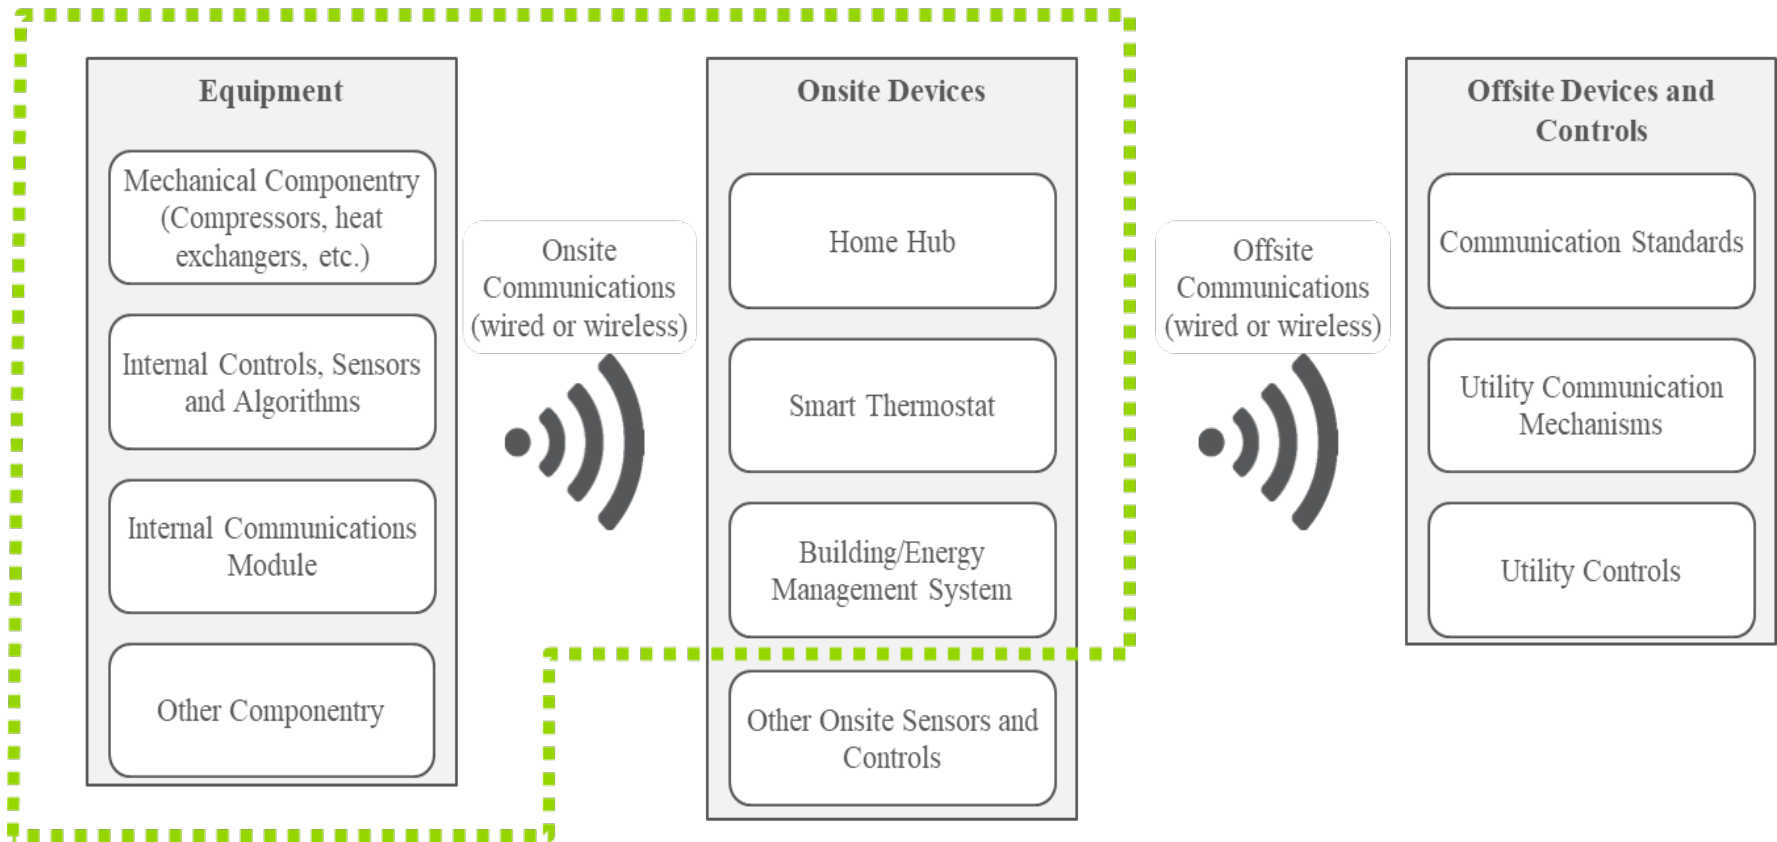 Equipment
Mechanical Componentry
(Compressors, heat
exchangers, etc.)
Internal Controls, Sensors
and Algorithms
Internal Communications
Module
Other Componentry
Onsite
Communications
(wired or wireless)
Onsite Devices
Home Hub
Smart Thermostat
Building/Energy
Management System
Other Onsite Sensors and
Controls
Offsite
Communications
(wired or wireless)
Offsite Devices and
Controls
Communication Standards
Utility Communication
Mechanisms
Utility Controls